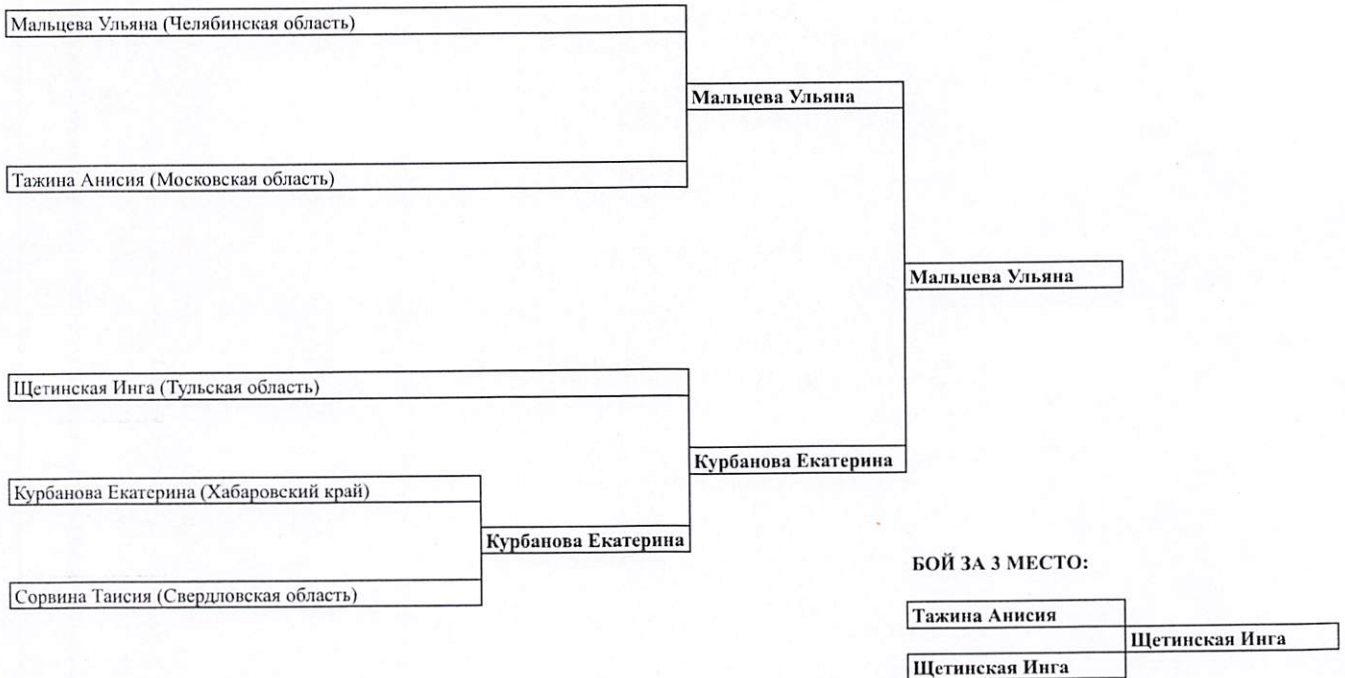 Мальцева Ульяна (Челябинская область)
Мальцева Ульяна
Тажина Анисия (Московская область)
Мальцева Ульяна
Щетинская Инга (Тульская область)
Курбанова Екатерина
Курбанова Екатерина (Хабаровский край)
Курбанова Екатерина
Сорвина Таисия (Свердловская область)
БОЙ ЗА 3 МЕСТО:
Тажина Анисия
Щетинская Инга
Щетинская Инга